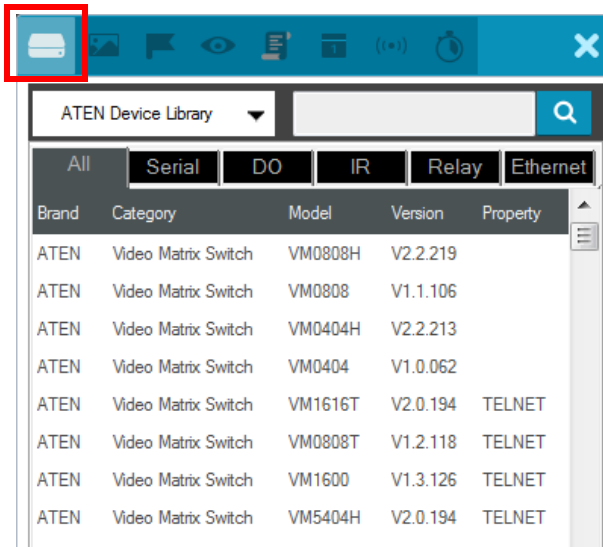 1
ATEN Device Library
All Serial DO IR Relay Ethernet
Brand Category Model Version Property
ATEN Video Matrix Switch VM0808H V2.2.219
ATEN Video Matrix Switch VM0808 V1.1.106
ATEN Video Matrix Switch VM0404H V2.2.213
ATEN Video Matrix Switch VM0404 V1.0.062
ATEN Video Matrix Switch VM1616T V2.0.194 TELNET
ATEN Video Matrix Switch VM0808T V1.2.118 TELNET
ATEN Video Matrix Switch VM1600 V1.3.126 TELNET
ATEN Video Matrix Switch VM5404H V2.0.194 TELNET